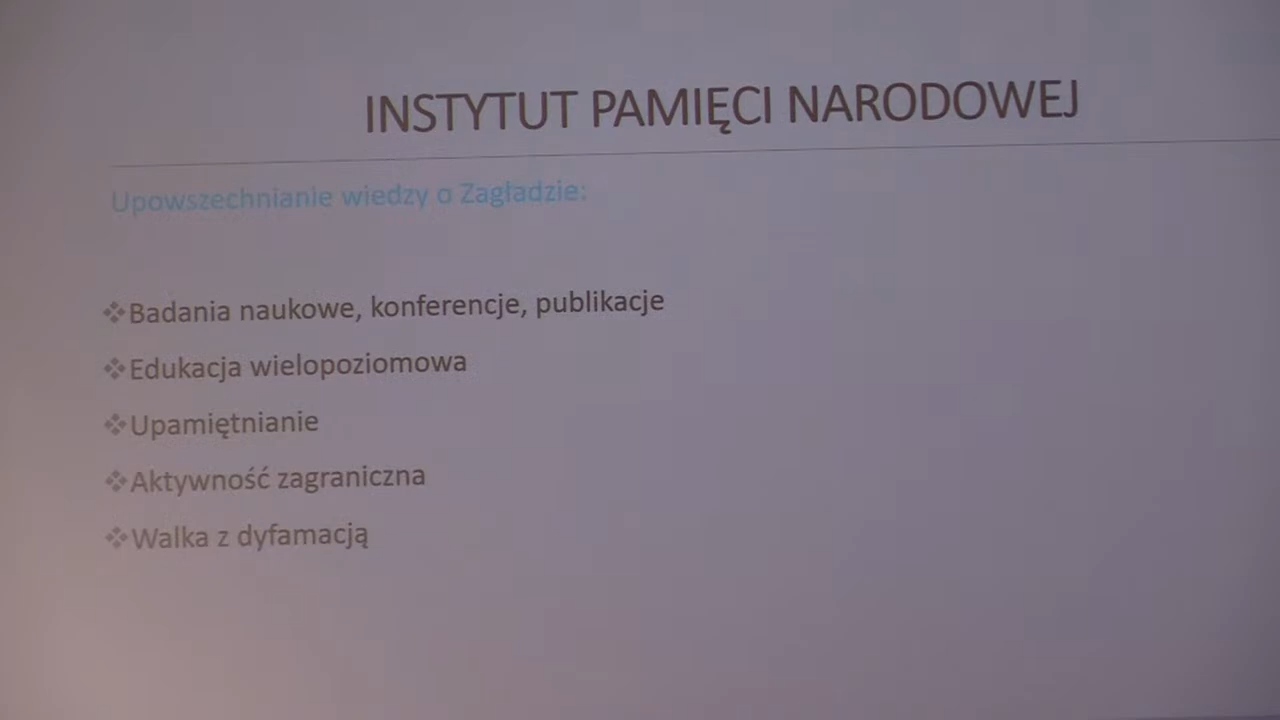 INSTYTUT PAMIĘCI NARODOWEJ
Upowszechnianie wiedzy o Zagładzie:
❖Badania naukowe, konferencje, publikacje
❖Edukacja wielopoziomowa
❖Upamiętnianie
❖Aktywność zagraniczna
❖Walka z dyfamacją